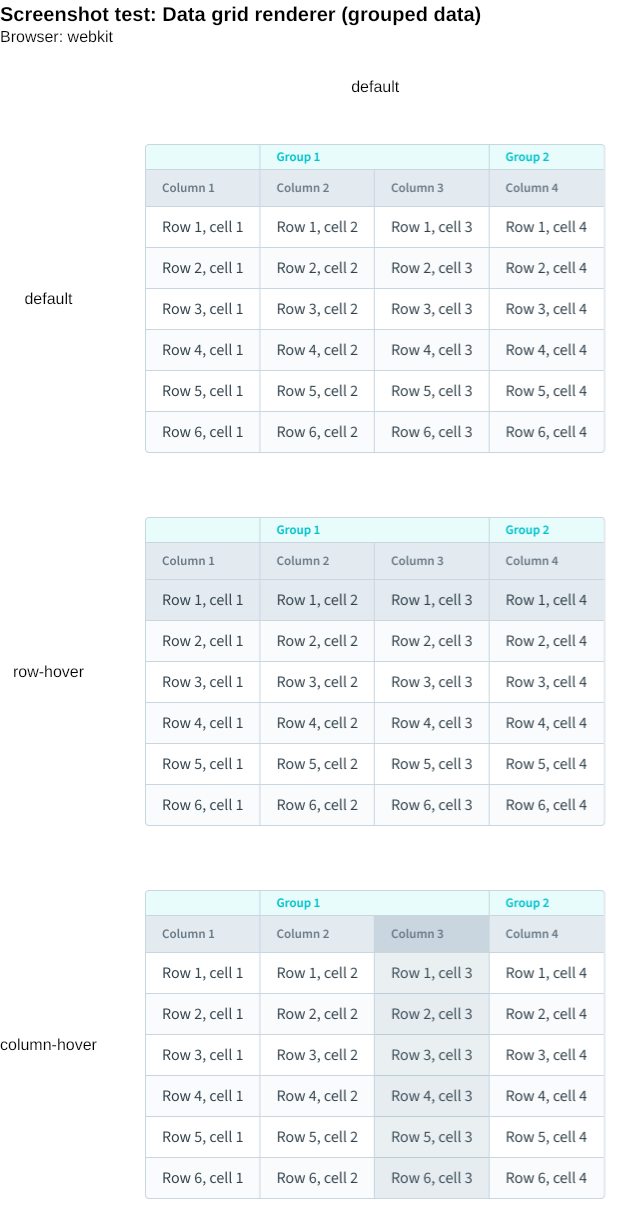 Screenshot test: Data grid renderer (grouped data)
Browser: webkit
default
Group 1 Group 2
Column 1 Column 2 Column 3 Column 4
Row 1, cell 1 Row 1, cell 2 Row 1, cell 3 Row 1, cell 4
Row 2, cell 1 Row 2, cell 2 Row 2, cell 3 Row 2, cell 4
default
Row 3, cell 1 Row 3, cell 2 Row 3, cell 3 Row 3, cell 4
Row 4, cell 1 Row 4, cell 2 Row 4, cell 3 Row 4, cell 4
Row 5, cell 1 Row 5, cell 2 Row 5, cell 3 Row 5, cell 4
Row 6, cell 1 Row 6, cell 2 Row 6, cell 3 Row 6, cell 4
Group 1 Group 2
Column 1 Column 2 Column 3 Column 4
Row 1, cell 1 Row 1, cell 2 Row 1, cell 3 Row 1, cell 4
Row 2, cell 1 Row 2, cell 2 Row 2, cell 3 Row 2, cell 4
row-hover
Row 3, cell 1 Row 3, cell 2 Row 3, cell 3 Row 3, cell 4
Row 4, cell 1 Row 4, cell 2 Row 4, cell 3 Row 4, cell 4
Row 5, cell 1 Row 5, cell 2 Row 5, cell 3 Row 5, cell 4
Row 6, cell 1 Row 6, cell 2 Row 6, cell 3 Row 6, cell 4
Group 1 Group 2
Column 1 Column 2 Column 3 Column 4
Row 1, cell 1 Row 1, cell 2 Row 1, cell 3 Row 1, cell 4
Row 2, cell 1 Row 2, cell 2 Row 2, cell 3 Row 2, cell 4
column-hover
Row 3, cell 1 Row 3, cell 2 Row 3, cell 3 Row 3, cell 4
Row 4, cell 1 Row 4, cell 2 Row 4, cell 3 Row 4, cell 4
Row 5, cell 1 Row 5, cell 2 Row 5, cell 3 Row 5, cell 4
Row 6, cell 1 Row 6, cell 2 Row 6, cell 3 Row 6, cell 4